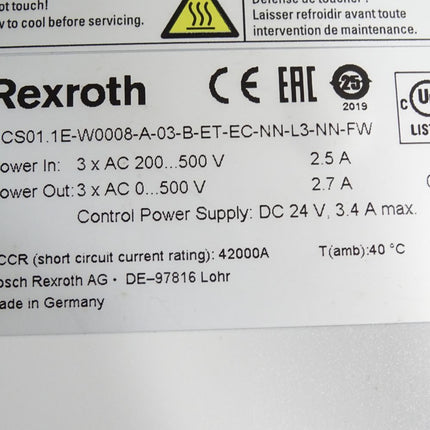 ot touch!
w to cool before servicing.
Défense de toucher!
Laisser refroidir avant toute
intervention de maintenance.
Rexroth CE EAC 25
2019
c UL
LIST
CS01.1E-W0008-A-03-B-ET-EC-NN-L3-NN-FW
ower In: 3 x AC 200...500 V 2.5 A
ower Out: 3 x AC 0...500 V 2.7 A
Control Power Supply: DC 24 V, 3.4 A max.
CCR (short circuit current rating): 42000A T(amb):40 °C
osch Rexroth AG • DE–97816 Lohr
ade in Germany